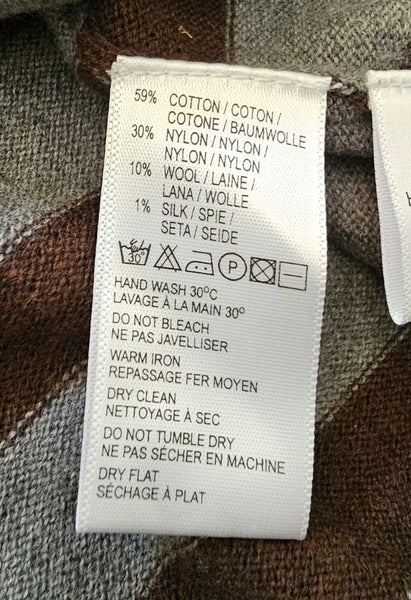 59% COTTON / COTON /
COTONE / BAUMWOLLE
30% NYLON / NYLON /
NYLON / NYLON
10% WOOL / LAINE /
LANA / WOLLE
1% SILK / SPIE /
SETA / SEIDE
30° P
HAND WASH 30°C
LAVAGE À LA MAIN 30°
DO NOT BLEACH
NE PAS JAVELLISER
WARM IRON
REPASSAGE FER MOYEN
DRY CLEAN
NETTOYAGE À SEC
DO NOT TUMBLE DRY
NE PAS SÉCHER EN MACHINE
DRY FLAT
SÉCHAGE À PLAT